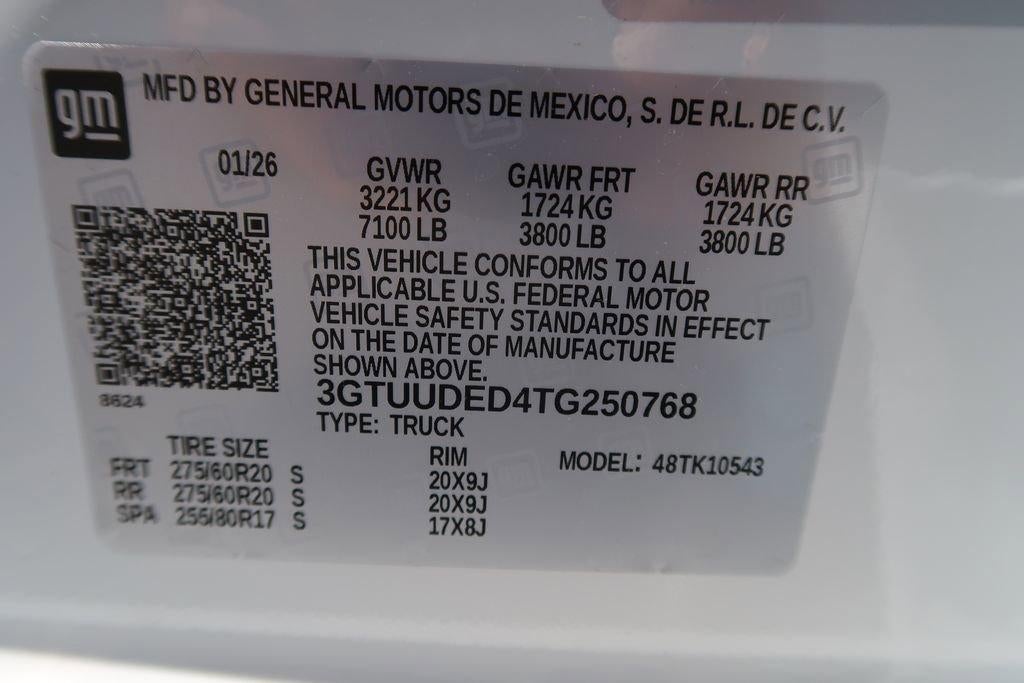 gm
MFD BY GENERAL MOTORS DE MEXICO, S. DE R.L. DE C.V.
01/26 GVWR GAWR FRT GAWR RR
3221 KG 1724 KG 1724 KG
7100 LB 3800 LB 3800 LB
THIS VEHICLE CONFORMS TO ALL
APPLICABLE U.S. FEDERAL MOTOR
VEHICLE SAFETY STANDARDS IN EFFECT
ON THE DATE OF MANUFACTURE
SHOWN ABOVE.
3GTUUDED4TG250768
8624
TYPE: TRUCK
TIRE SIZE RIM MODEL: 48TK10543
FRT 275/60R20 S 20X9J
RR 275/60R20 S 20X9J
SPA 255/80R17 S 17X8J